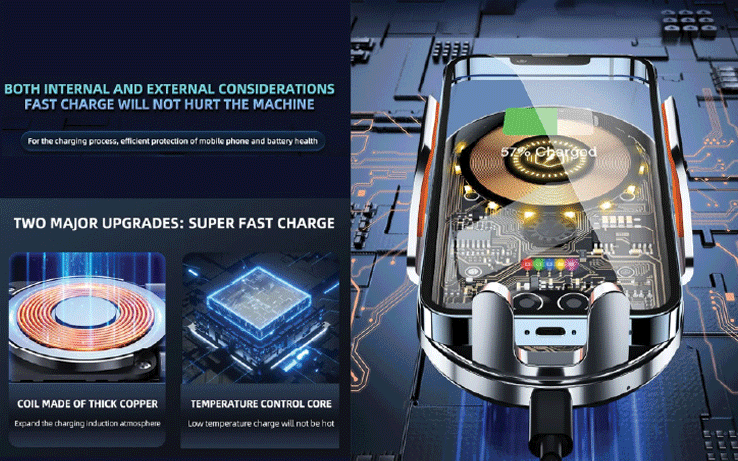 BOTH INTERNAL AND EXTERNAL CONSIDERATIONS
FAST CHARGE WILL NOT HURT THE MACHINE
For the charging process, efficient protection of mobile phone and battery health
TWO MAJOR UPGRADES: SUPER FAST CHARGE
COIL MADE OF THICK COPPER
Expand the charging induction atmosphere
TEMPERATURE CONTROL CORE
Low temperature charge will not be hot
57% Charged